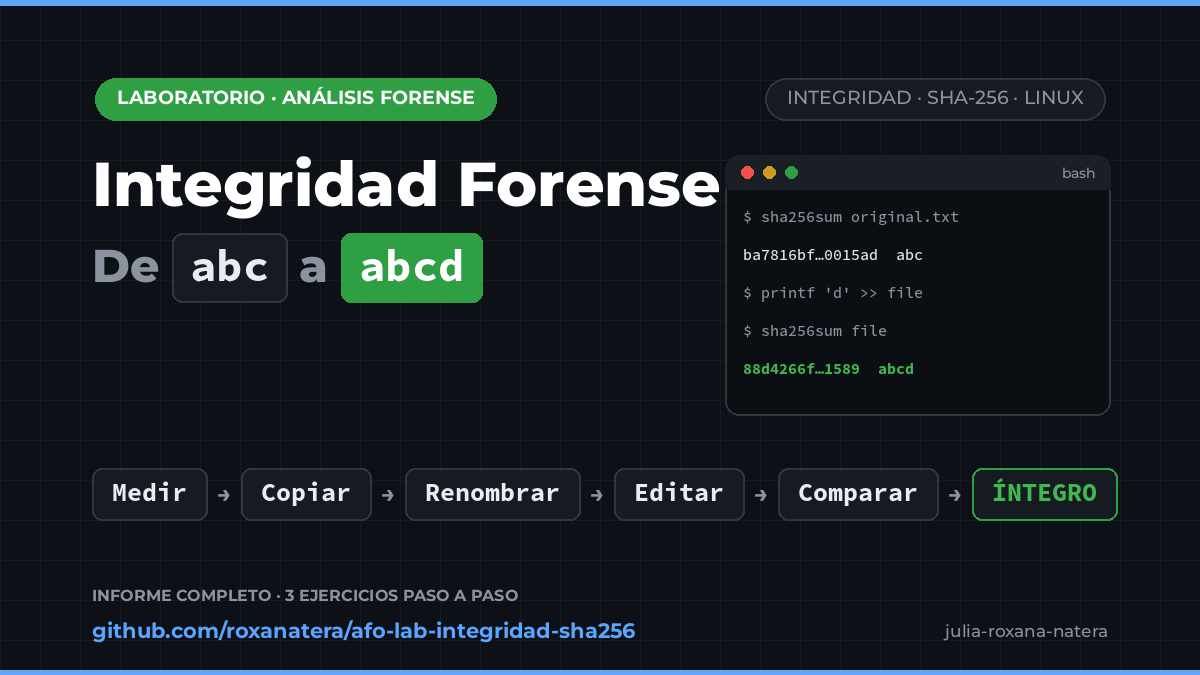 LABORATORIO · ANÁLISIS FORENSE
INTEGRIDAD · SHA-256 · LINUX
Integridad Forense
De abc a abcd
bash
$ sha256sum original.txt
ba7816bf…0015ad abc
$ printf 'd' >> file
$ sha256sum file
88d4266f…1589 abcd
Medir → Copiar → Renombrar → Editar → Comparar → ÍNTEGRO
INFORME COMPLETO · 3 EJERCICIOS PASO A PASO
github.com/roxanatera/afo-lab-integridad-sha256
julia-roxana-natera